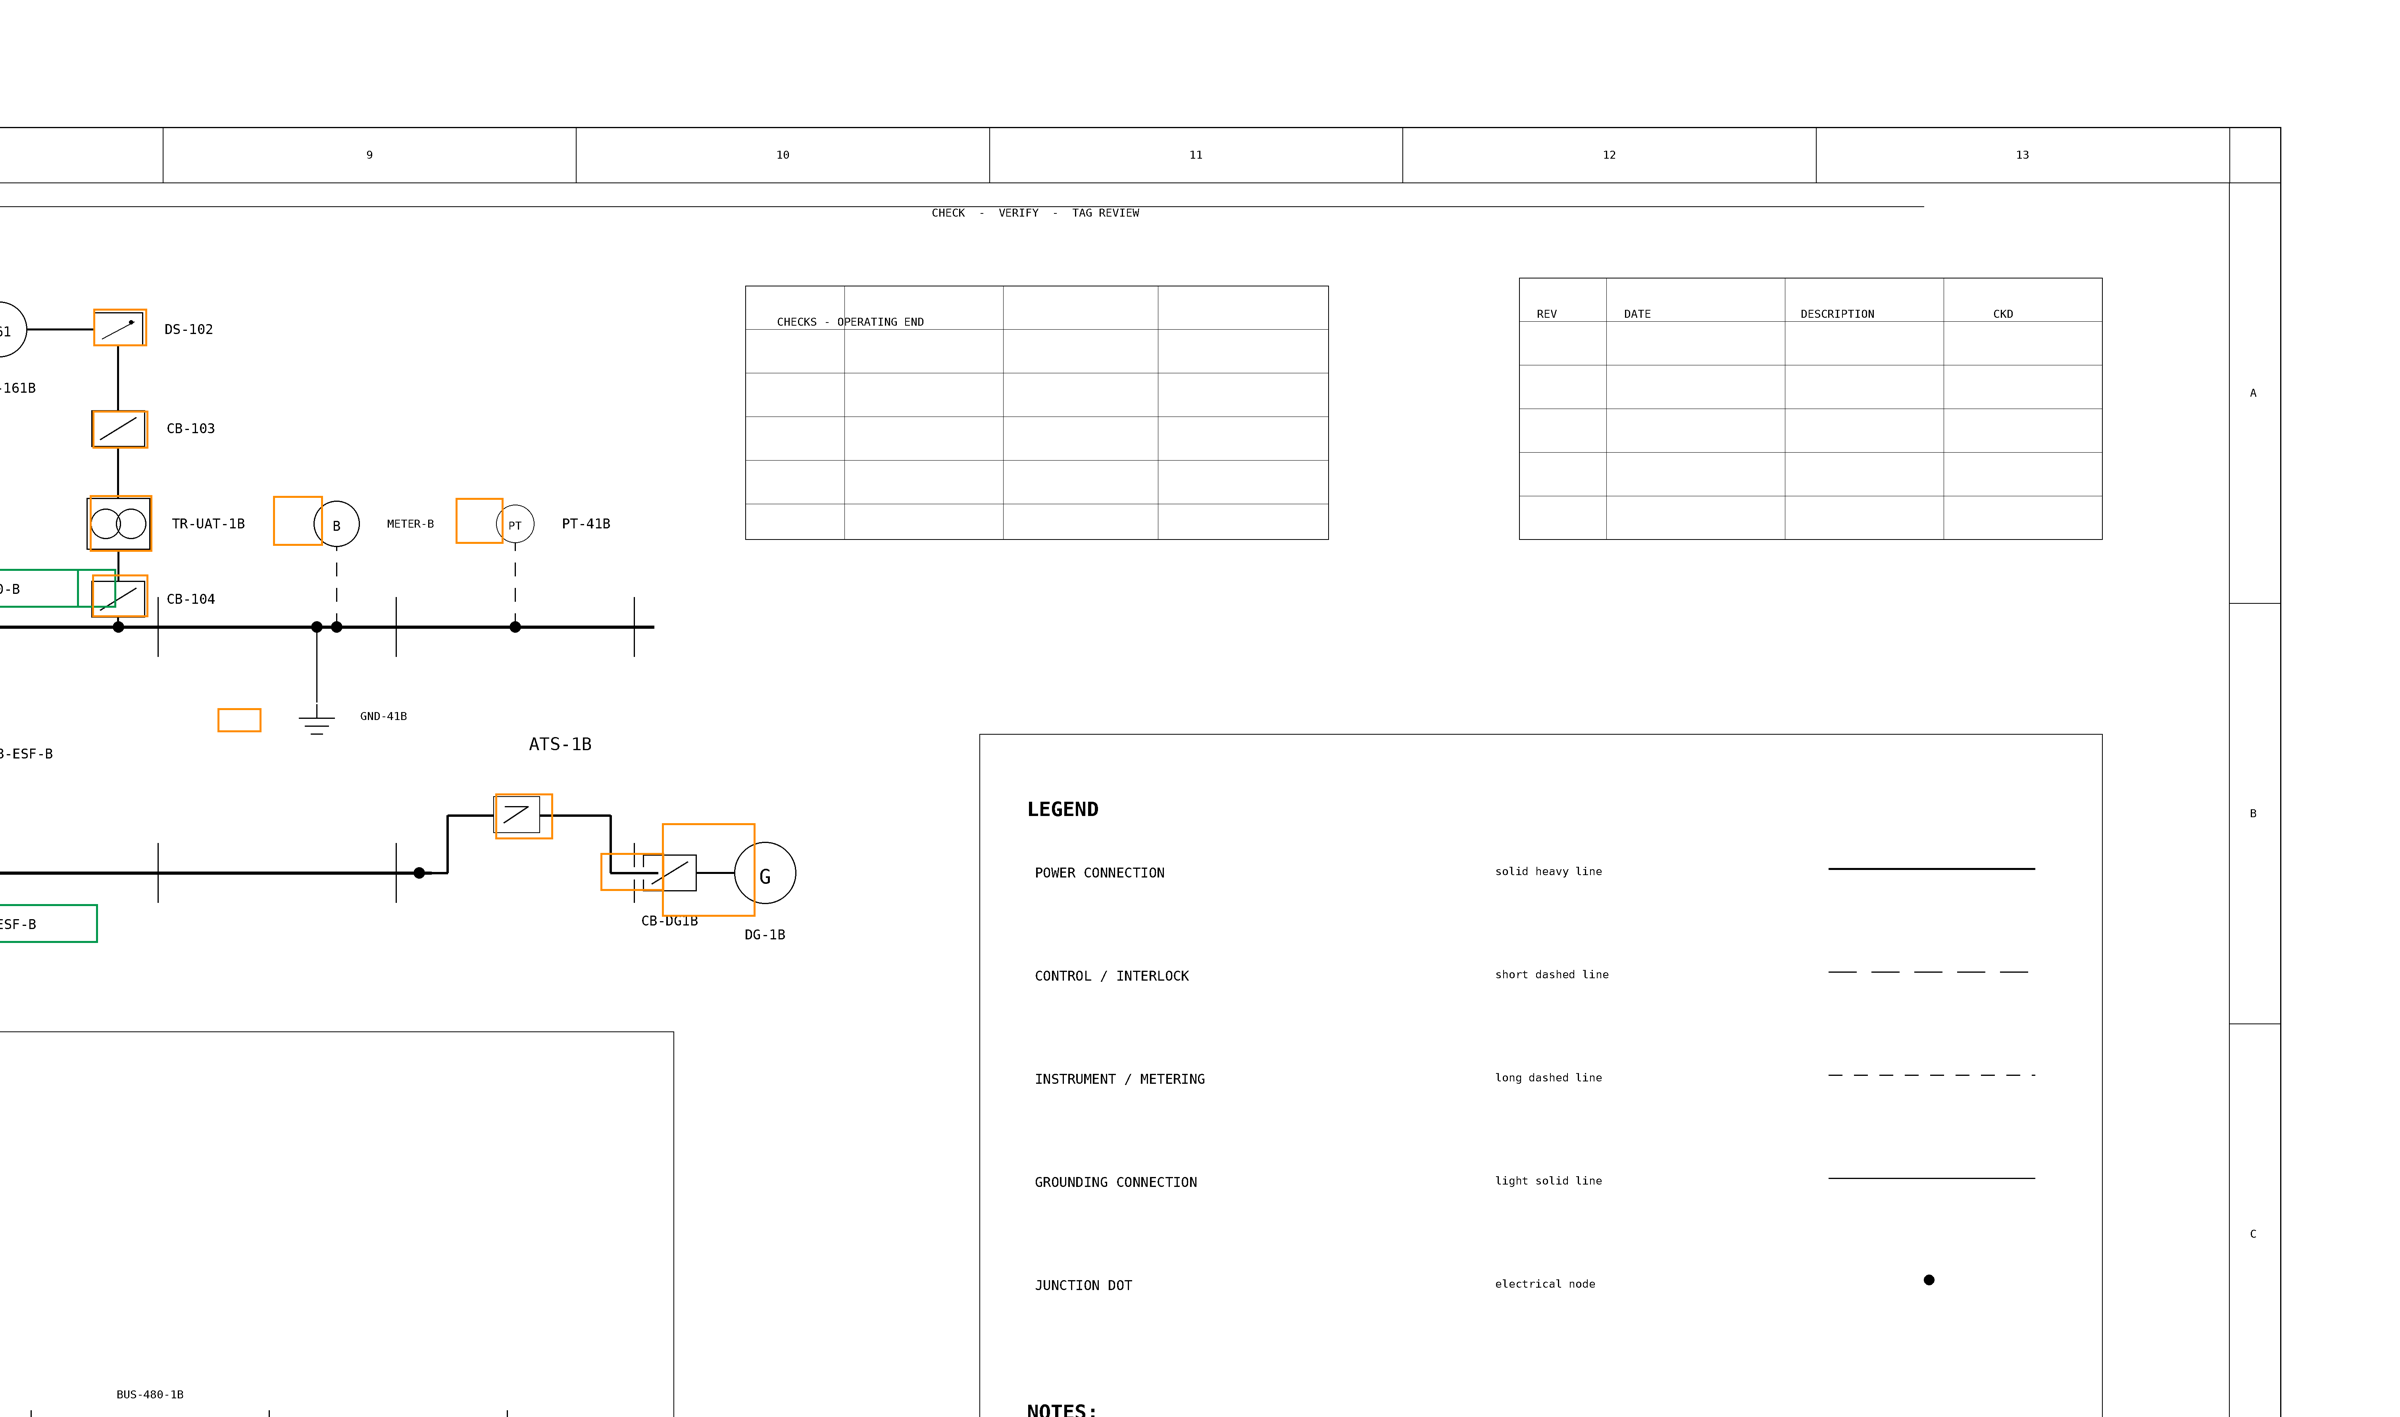 9 10 11 12 13
CHECK - VERIFY - TAG REVIEW
CHECKS - OPERATING END
REV DATE DESCRIPTION CKD
61 DS-102
-161B
A
CB-103
TR-UAT-1B B METER-B PT PT-41B
-B
CB-104
GND-41B
ATS-1B
-ESF-B
LEGEND
B
POWER CONNECTION solid heavy line
G
CB-DG1B
ESF-B
DG-1B
CONTROL / INTERLOCK short dashed line
INSTRUMENT / METERING long dashed line
GROUNDING CONNECTION light solid line
C
JUNCTION DOT electrical node
BUS-480-1B
NOTES: